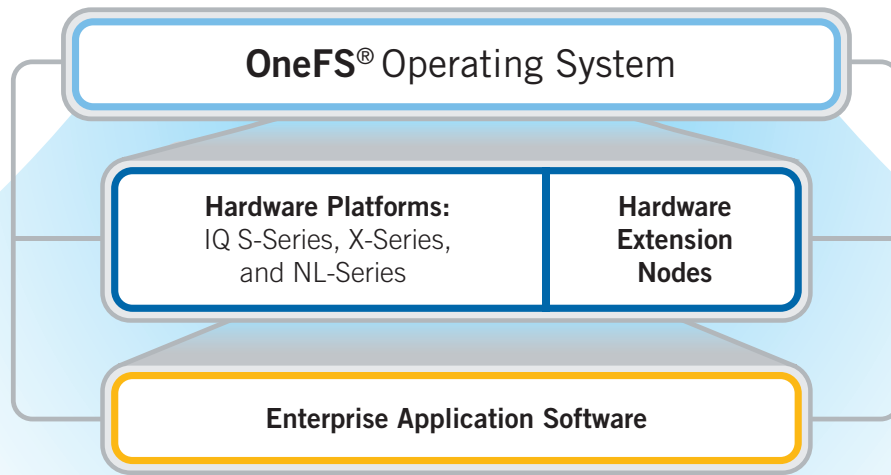 OneFS® Operating System
Hardware Platforms:
IQ S-Series, X-Series,
and NL-Series
Hardware
Extension
Nodes
Enterprise Application Software